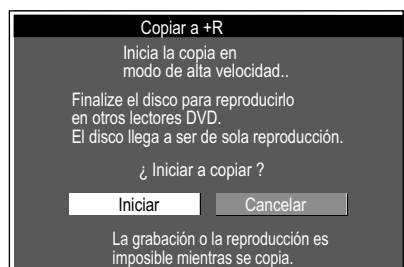 Copiar a +R
Inicia la copia en
modo de alta velocidad..
Finalize el disco para reproducirlo
en otros lectores DVD.
El disco llega a ser de sola reproducción.
¿ Iniciar a copiar ?
Iniciar
Cancelar
La grabación o la reproducción es
imposible mientras se copia.